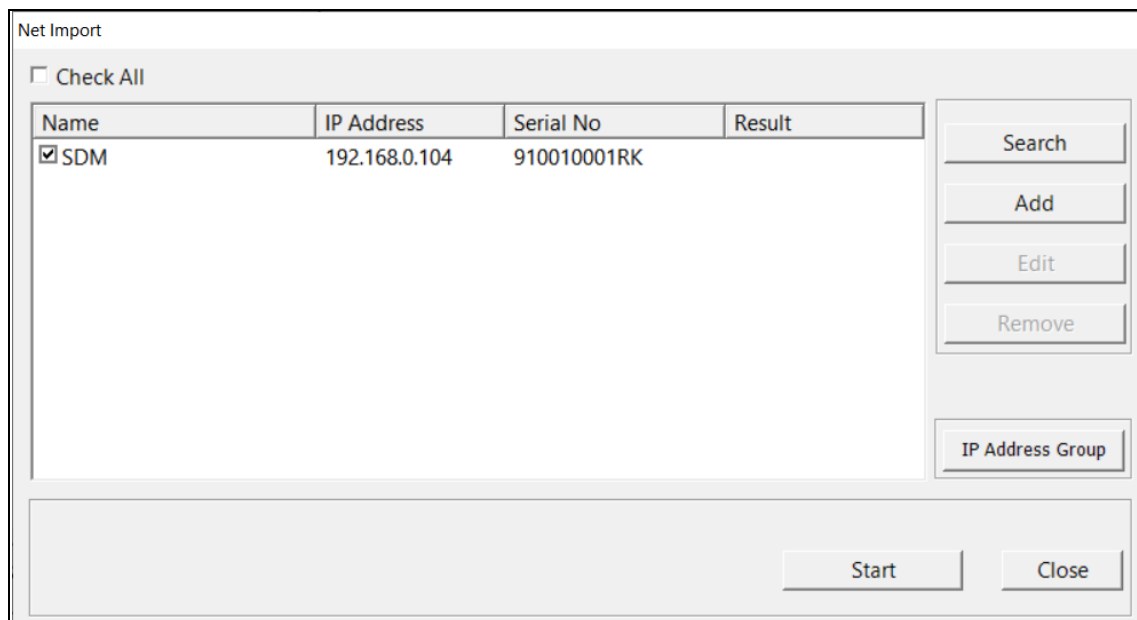 Net Import
Check All
Name IP Address Serial No Result
SDM 192.168.0.104 910010001RK
Search
Add
Edit
Remove
IP Address Group
Start Close